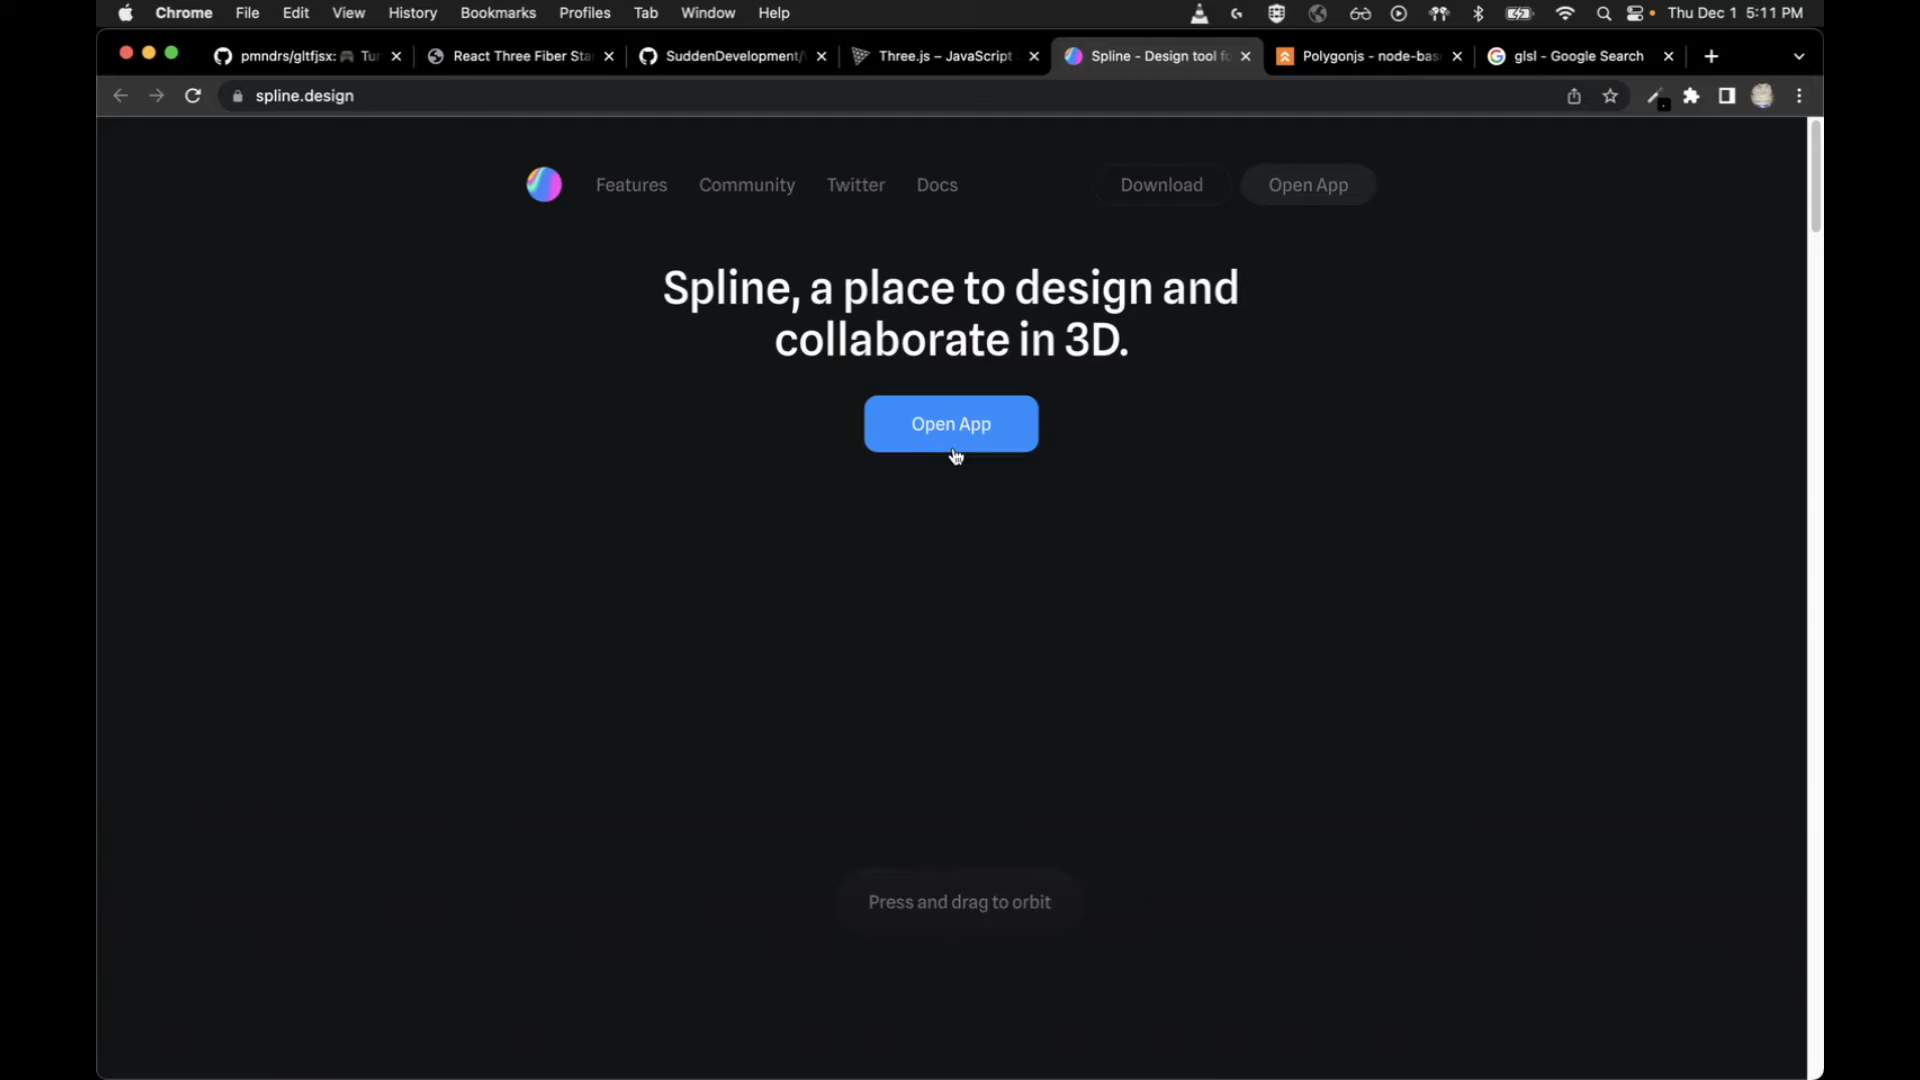 Chrome File Edit View History Bookmarks Profiles Tab Window Help Thu Dec 1 5:11 PM
pmndrs/gltfjsx: 🎮 Tur React Three Fiber Sta SuddenDevelopment/ Three.js – JavaScript Spline - Design tool fo Polygonjs - node-bas glsl - Google Search
spline.design
Features Community Twitter Docs Download Open App
Spline, a place to design and
collaborate in 3D.
Open App
Press and drag to orbit